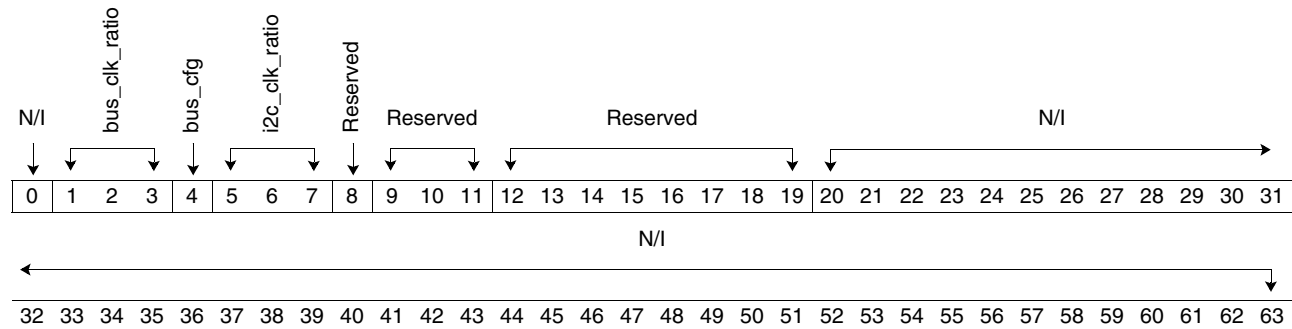 N/I bus_clk_ratio bus_cfg i2c_clk_ratio Reserved Reserved Reserved N/I
0 1 2 3 4 5 6 7 8 9 10 11 12 13 14 15 16 17 18 19 20 21 22 23 24 25 26 27 28 29 30 31
N/I
32 33 34 35 36 37 38 39 40 41 42 43 44 45 46 47 48 49 50 51 52 53 54 55 56 57 58 59 60 61 62 63